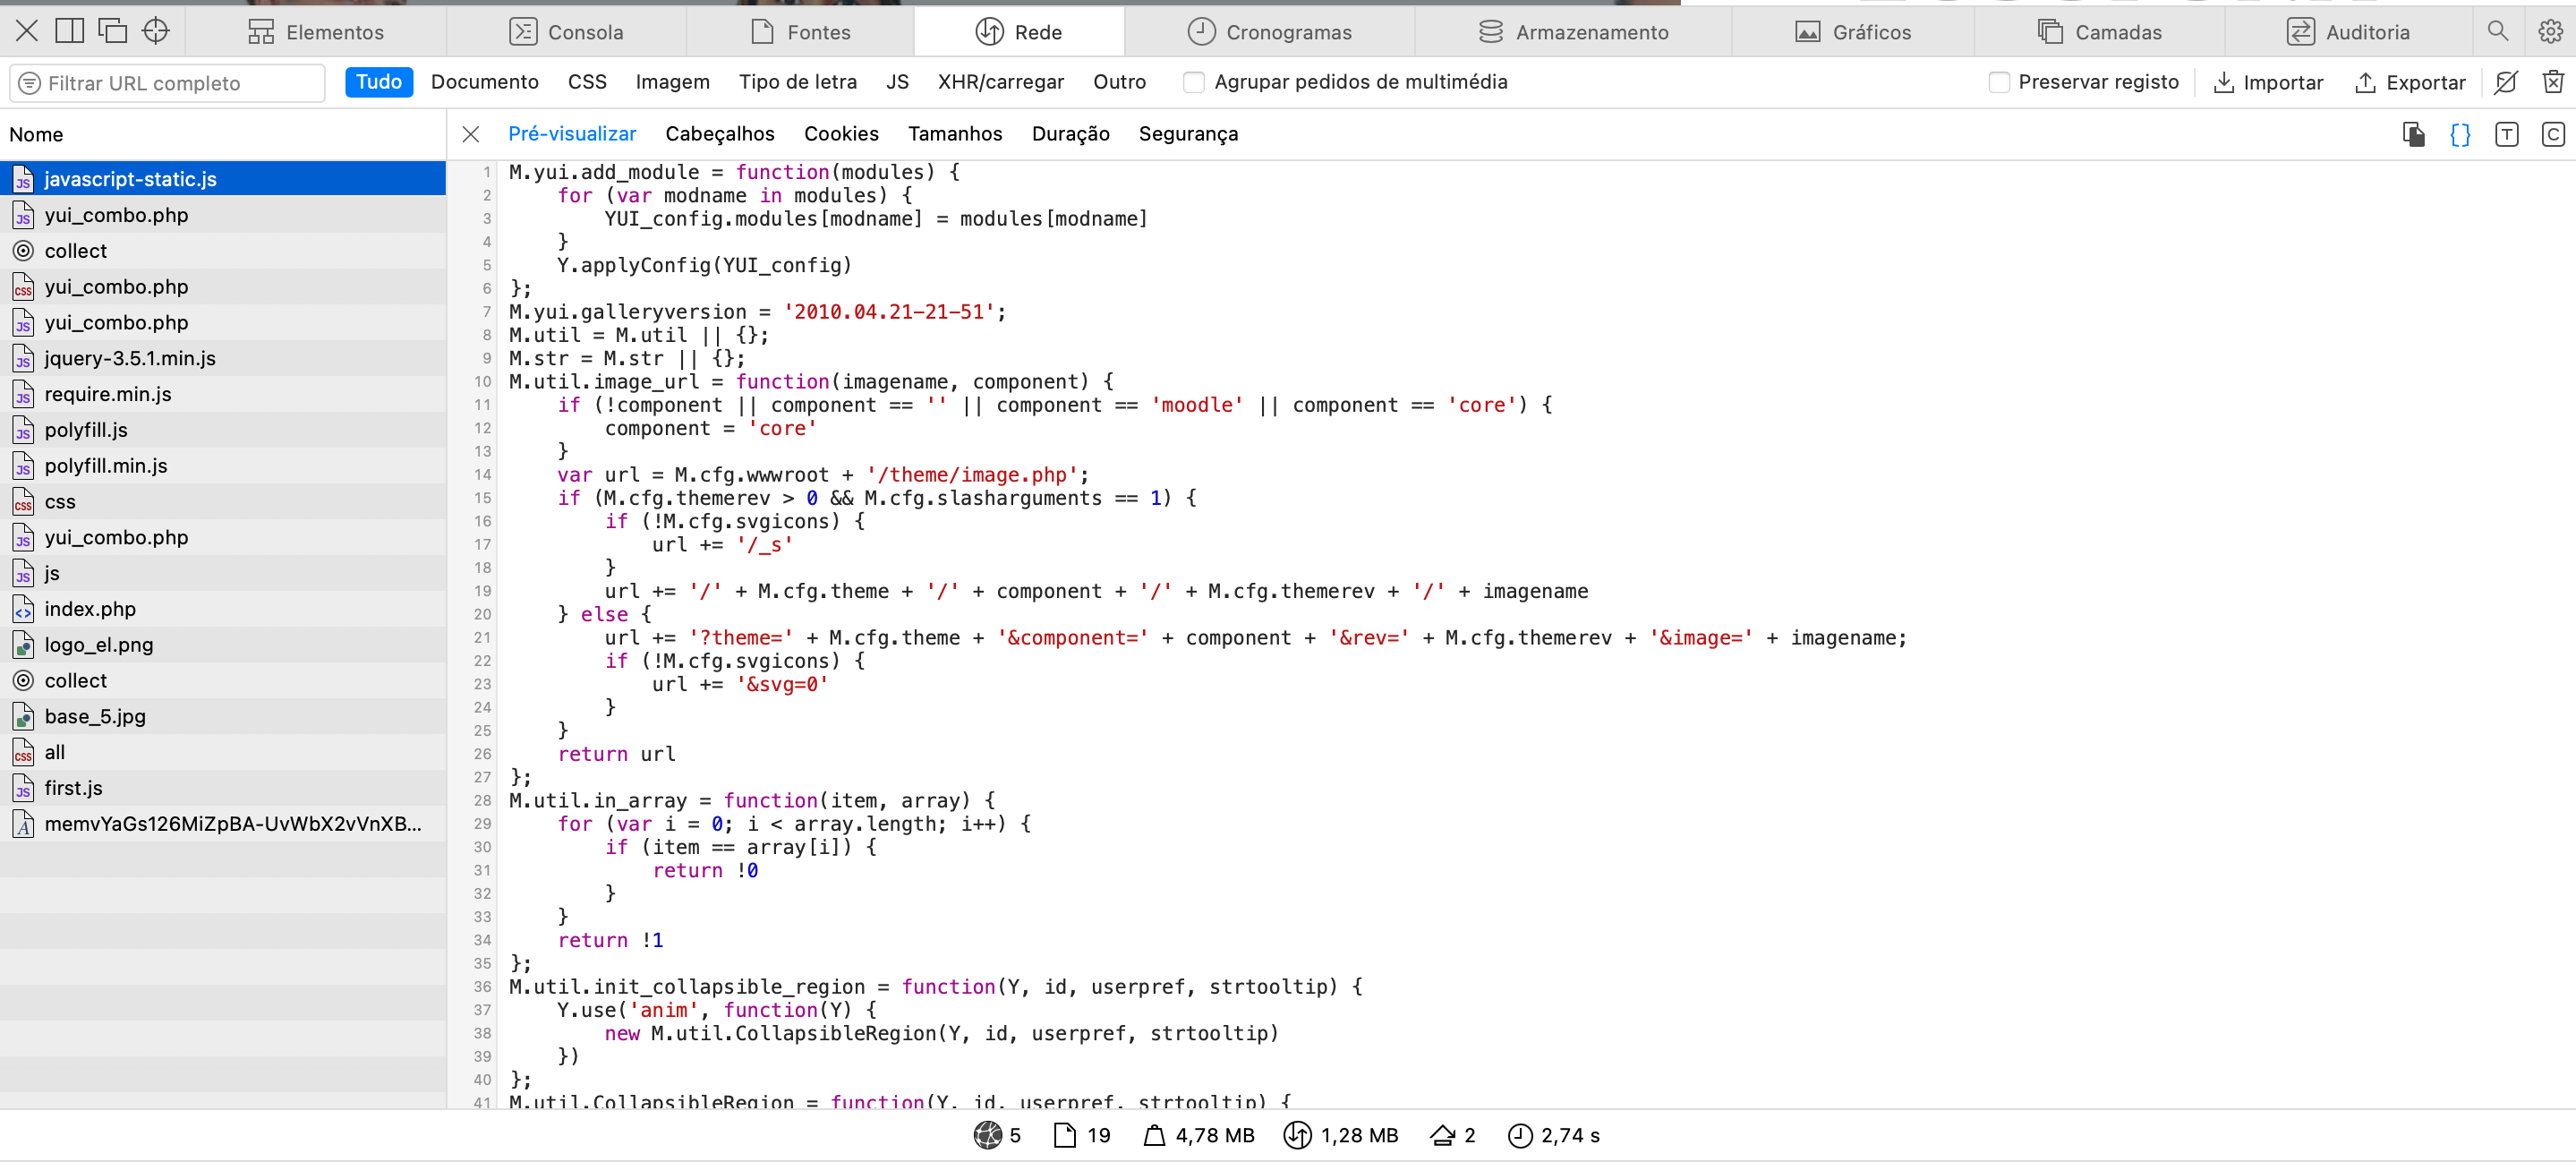 Elementos Consola Fontes Rede Cronogramas Armazenamento Gráficos Camadas Auditoria
Filtrar URL completo Tudo Documento CSS Imagem Tipo de letra JS XHR/carregar Outro Agrupar pedidos de multimédia Preservar registo Importar Exportar
Nome
javascript-static.js
yui_combo.php
collect
yui_combo.php
yui_combo.php
jquery-3.5.1.min.js
require.min.js
polyfill.js
polyfill.min.js
css
yui_combo.php
js
index.php
logo_el.png
collect
base_5.jpg
all
first.js
memvYaGs126MiZpBA-UvWbX2vVnXB...
Pré-visualizar Cabeçalhos Cookies Tamanhos Duração Segurança
1 M.yui.add_module = function(modules) {
2 for (var modname in modules) {
3 YUI_config.modules[modname] = modules[modname]
4 }
5 Y.applyConfig(YUI_config)
6 };
7 M.yui.galleryversion = '2010.04.21-21-51';
8 M.util = M.util || {};
9 M.str = M.str || {};
10 M.util.image_url = function(imagename, component) {
11 if (!component || component == '' || component == 'moodle' || component == 'core') {
12 component = 'core'
13 }
14 var url = M.cfg.wwwroot + '/theme/image.php';
15 if (M.cfg.themerev > 0 && M.cfg.slasharguments == 1) {
16 if (!M.cfg.svgicons) {
17 url += '/_s'
18 }
19 url += '/' + M.cfg.theme + '/' + component + '/' + M.cfg.themerev + '/' + imagename
20 } else {
21 url += '?theme=' + M.cfg.theme + '&component=' + component + '&rev=' + M.cfg.themerev + '&image=' + imagename;
22 if (!M.cfg.svgicons) {
23 url += '&svg=0'
24 }
25 }
26 return url
27 };
28 M.util.in_array = function(item, array) {
29 for (var i = 0; i < array.length; i++) {
30 if (item == array[i]) {
31 return !0
32 }
33 }
34 return !1
35 };
36 M.util.init_collapsible_region = function(Y, id, userpref, strtooltip) {
37 Y.use('anim', function(Y) {
38 new M.util.CollapsibleRegion(Y, id, userpref, strtooltip)
39 })
40 };
41 M.util.CollapsibleRegion = function(Y, id, userpref, strtooltip) {
5 19 4,78 MB 1,28 MB 2 2,74 s